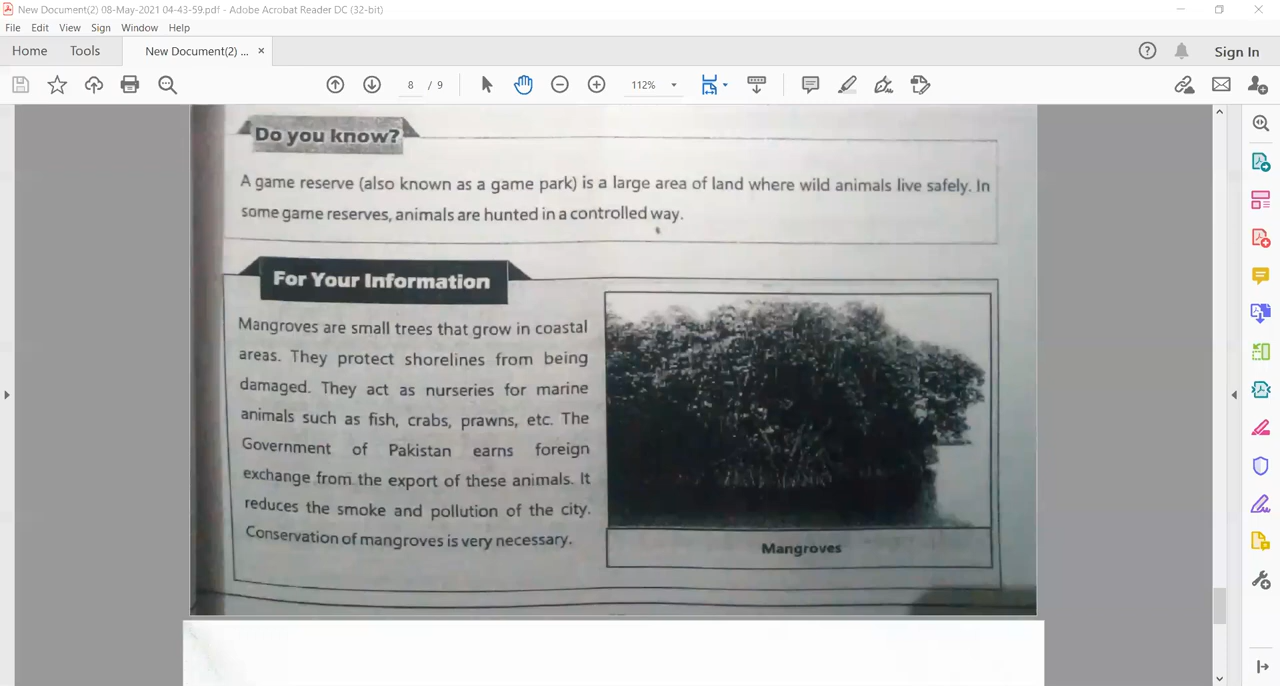 New Document(2) 08-May-2021 04-43-59.pdf - Adobe Acrobat Reader DC (32-bit)
File Edit View Sign Window Help
Home Tools New Document(2) ... × Sign In
8 / 9 112%
Do you know?
A game reserve (also known as a game park) is a large area of land where wild animals live safely. In
some game reserves, animals are hunted in a controlled way.
For Your Information
Mangroves are small trees that grow in coastal
areas. They protect shorelines from being
damaged. They act as nurseries for marine
animals such as fish, crabs, prawns, etc. The
Government of Pakistan earns foreign
exchange from the export of these animals. It
reduces the smoke and pollution of the city.
Conservation of mangroves is very necessary.
Mangroves